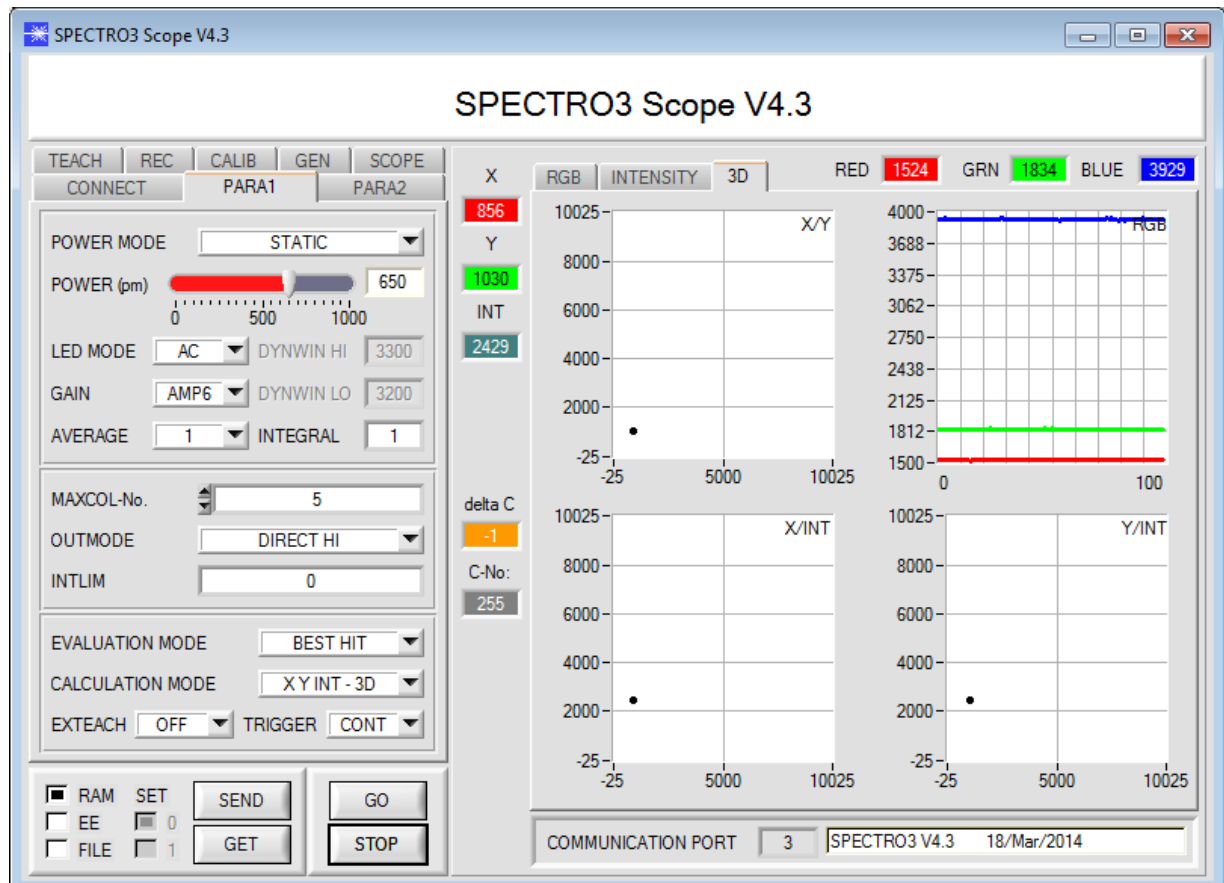 SPECTRO3 Scope V4.3
SPECTRO3 Scope V4.3
TEACH REC CALIB GEN SCOPE
CONNECT PARA1 PARA2
POWER MODE STATIC
POWER (pm) 650
0 500 1000
LED MODE AC DYNWIN HI 3300
GAIN AMP6 DYNWIN LO 3200
AVERAGE 1 INTEGRAL 1
MAXCOL-No. 5
OUTMODE DIRECT HI
INTLIM 0
EVALUATION MODE BEST HIT
CALCULATION MODE X Y INT - 3D
EXTEACH OFF TRIGGER CONT
RAM SET
EE 0
FILE 1
SEND
GET
GO
STOP
X
856
Y
1030
INT
2429
delta C
-1
C-No:
255
RGB INTENSITY 3D
RED 1524 GRN 1834 BLUE 3929
X/Y
10025
8000
6000
4000
2000
-25
-25 5000 10025
RGB
4000
3688
3375
3062
2750
2438
2125
1812
1500
0 100
X/INT
10025
8000
6000
4000
2000
-25
-25 5000 10025
Y/INT
10025
8000
6000
4000
2000
-25
-25 5000 10025
COMMUNICATION PORT 3 SPECTRO3 V4.3 18/Mar/2014